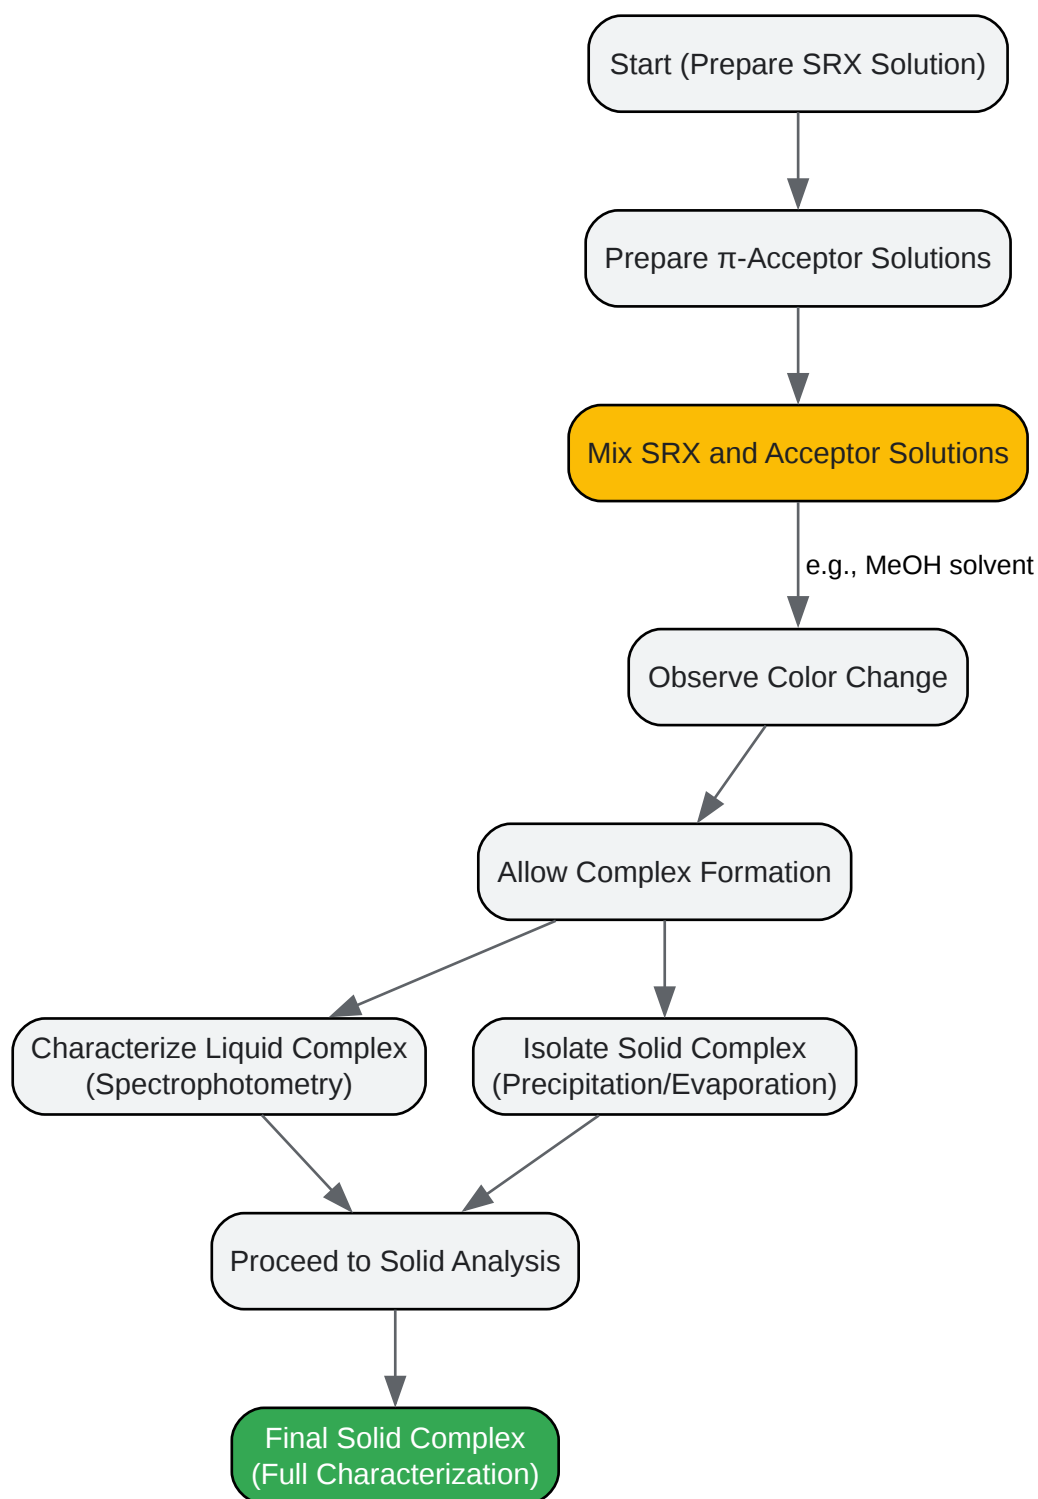 Start (Prepare SRX Solution)
Prepare π-Acceptor Solutions
Mix SRX and Acceptor Solutions
e.g., MeOH solvent
Observe Color Change
Allow Complex Formation
Characterize Liquid Complex
(Spectrophotometry)
Isolate Solid Complex
(Precipitation/Evaporation)
Proceed to Solid Analysis
Final Solid Complex
(Full Characterization)